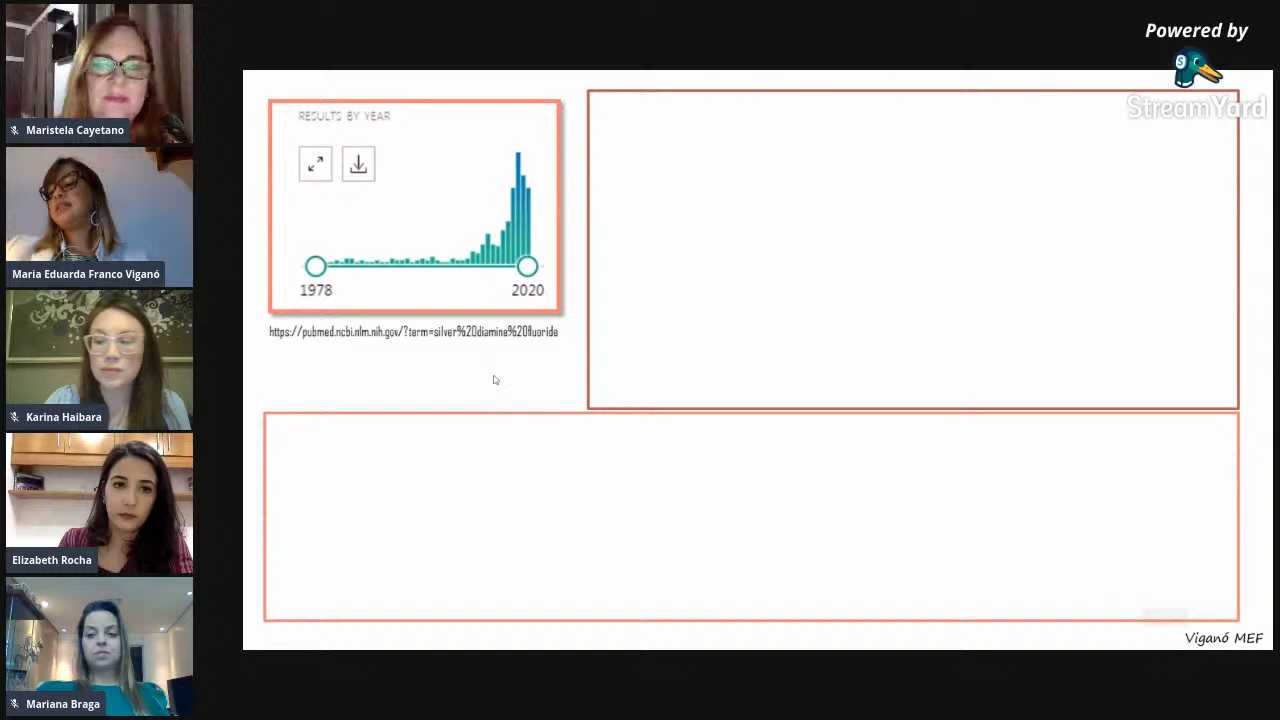 Maristela Cayetano
Maria Eduarda Franco Viganó
Karina Haibara
Elizabeth Rocha
Mariana Braga
Powered by
S
StreamYard
RESULTS BY YEAR
1978
2020
https://pubmed.ncbi.nlm.nih.gov/?term=silver%20diamine%20fluoride
Viganó MEF